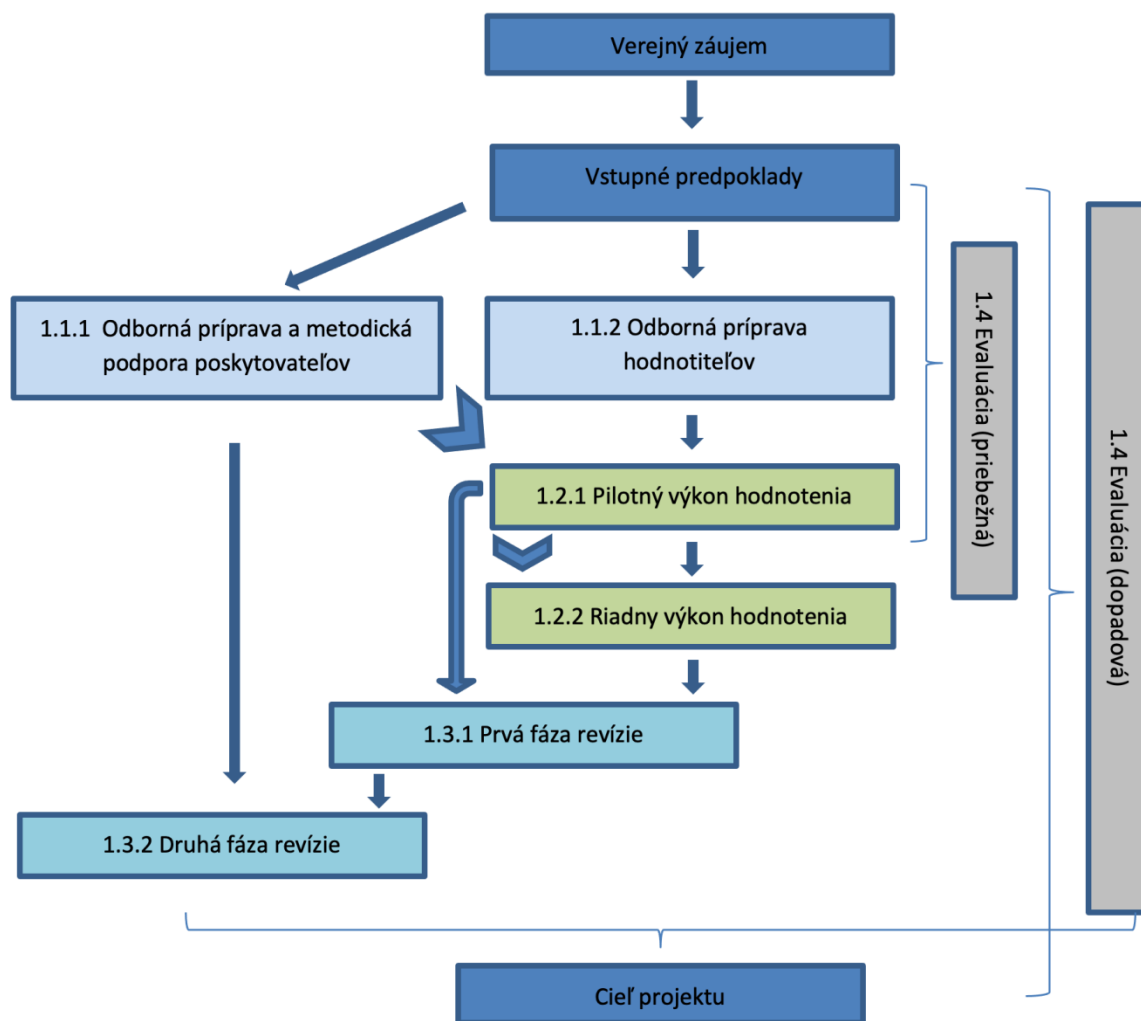 Verejný záujem
Vstupné predpoklady
1.1.1 Odborná príprava a metodická
podpora poskytovateľov
1.1.2 Odborná príprava
hodnotiteľov
1.2.1 Pilotný výkon hodnotenia
1.2.2 Riadny výkon hodnotenia
1.3.1 Prvá fáza revízie
1.3.2 Druhá fáza revízie
1.4 Evaluácia (priebežná)
1.4 Evaluácia (dopadová)
Cieľ projektu